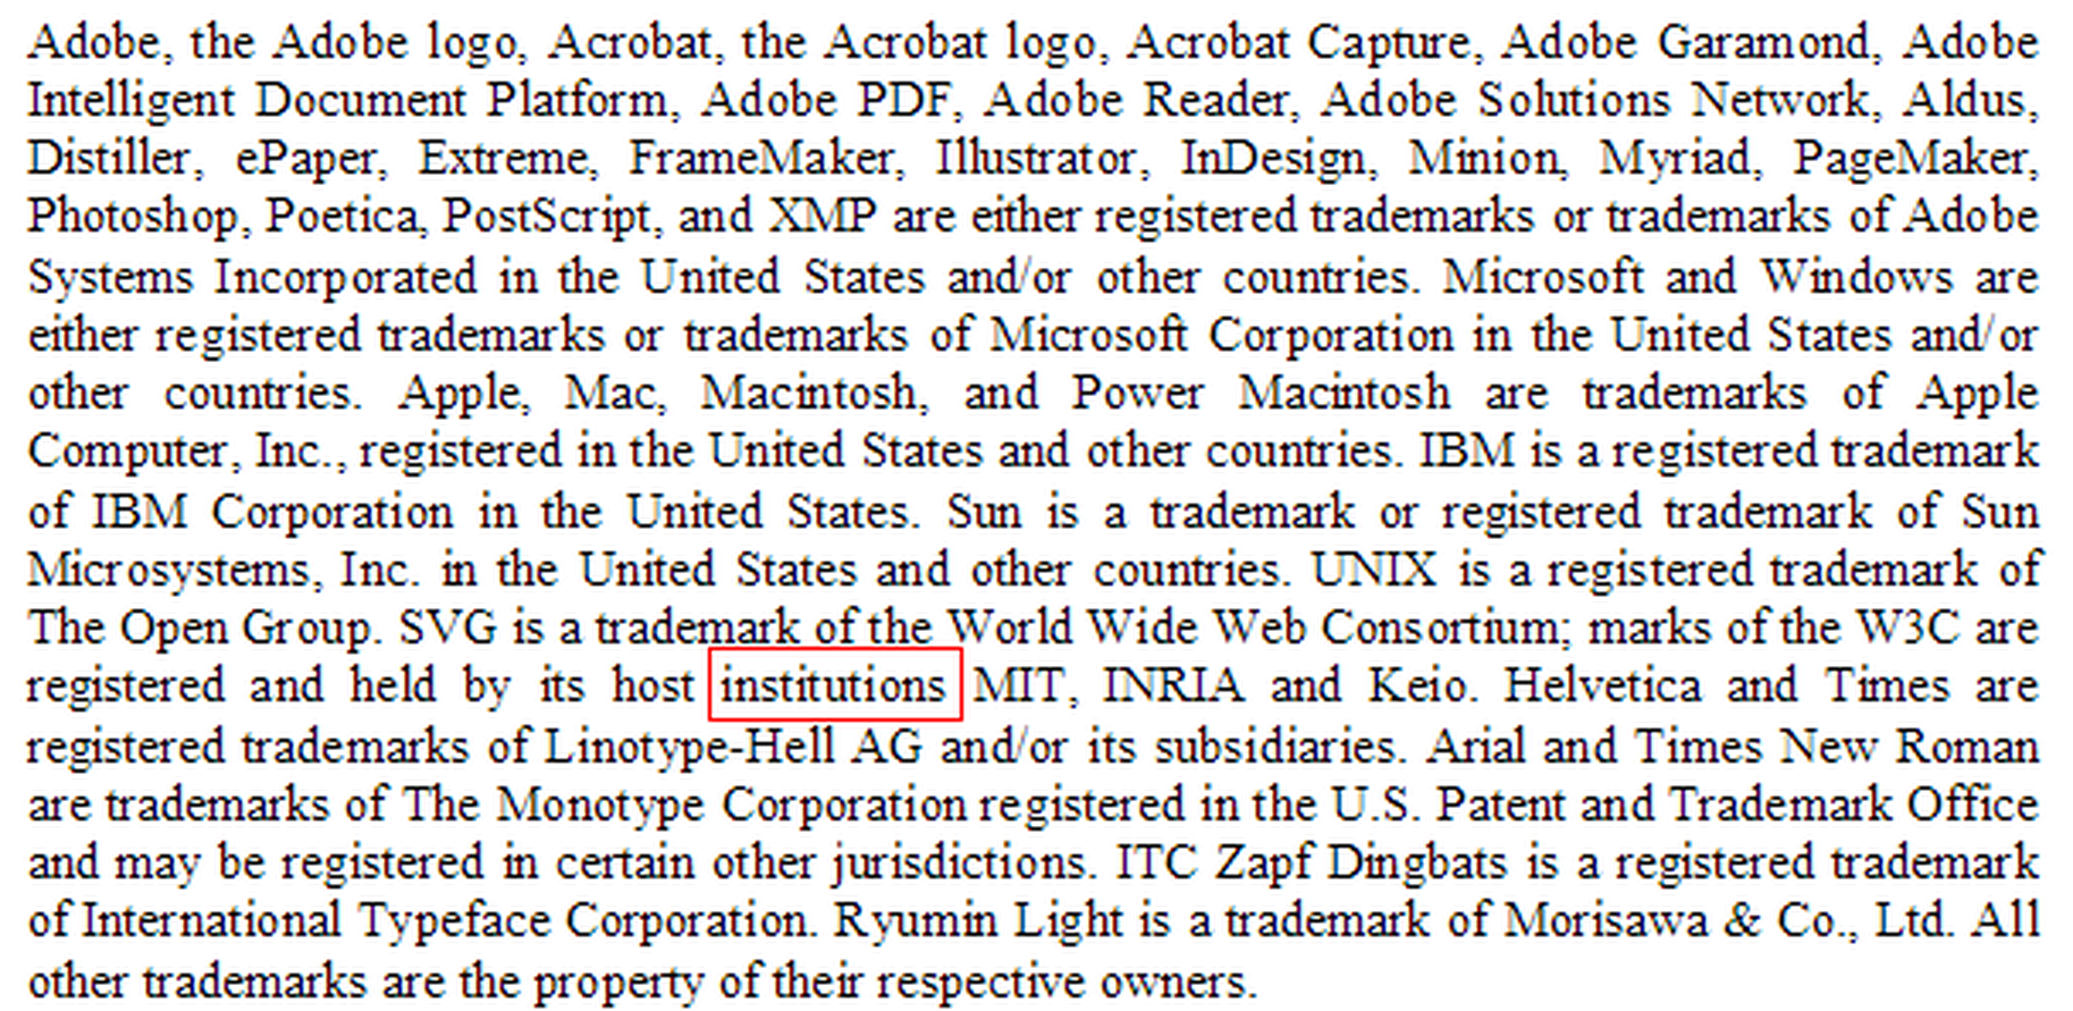 Adobe, the Adobe logo, Acrobat, the Acrobat logo, Acrobat Capture, Adobe Garamond, Adobe
Intelligent Document Platform, Adobe PDF, Adobe Reader, Adobe Solutions Network, Aldus,
Distiller, ePaper, Extreme, FrameMaker, Illustrator, InDesign, Minion, Myriad, PageMaker,
Photoshop, Poetica, PostScript, and XMP are either registered trademarks or trademarks of Adobe
Systems Incorporated in the United States and/or other countries. Microsoft and Windows are
either registered trademarks or trademarks of Microsoft Corporation in the United States and/or
other countries. Apple, Mac, Macintosh, and Power Macintosh are trademarks of Apple
Computer, Inc., registered in the United States and other countries. IBM is a registered trademark
of IBM Corporation in the United States. Sun is a trademark or registered trademark of Sun
Microsystems, Inc. in the United States and other countries. UNIX is a registered trademark of
The Open Group. SVG is a trademark of the World Wide Web Consortium; marks of the W3C are
registered and held by its host institutions MIT, INRIA and Keio. Helvetica and Times are
registered trademarks of Linotype-Hell AG and/or its subsidiaries. Arial and Times New Roman
are trademarks of The Monotype Corporation registered in the U.S. Patent and Trademark Office
and may be registered in certain other jurisdictions. ITC Zapf Dingbats is a registered trademark
of International Typeface Corporation. Ryumin Light is a trademark of Morisawa & Co., Ltd. All
other trademarks are the property of their respective owners.